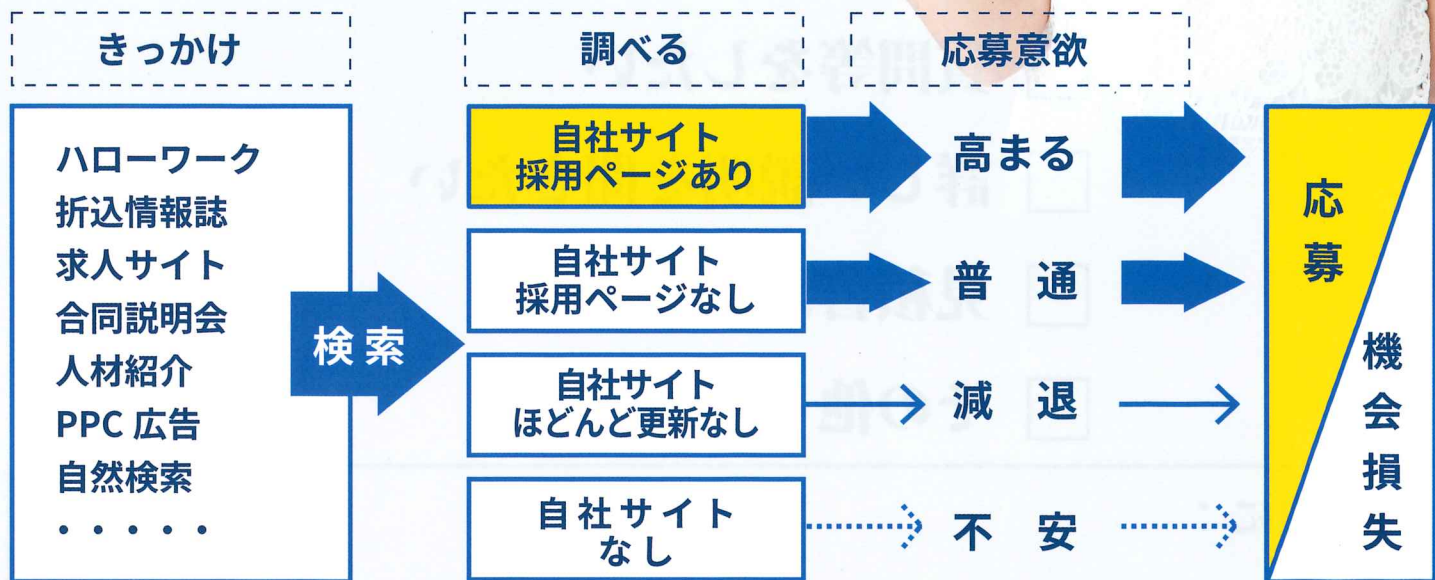 きっかけ
調べる
応募意欲
ハローワーク
折込情報誌
求人サイト
合同説明会
人材紹介
PPC 広告
自然検索
・・・・・
検索
自社サイト
採用ページあり
高まる
自社サイト
採用ページなし
普通
自社サイト
ほどんど更新なし
減退
自社サイト
なし
不安
応募
機会損失